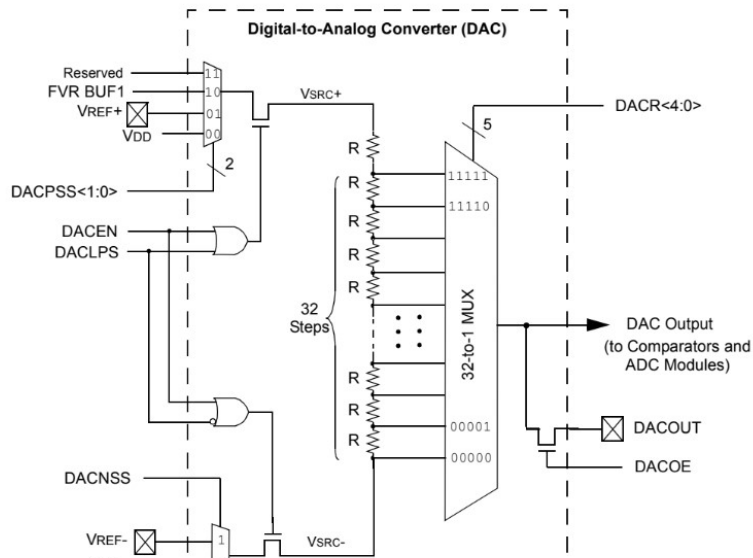 Digital-to-Analog Converter (DAC)
Reserved
11
FVR BUF1
10
VREF+
01
VDD
00
2
DACPSS<1:0>
VSRC+
DACR<4:0>
5
R
R
11111
R
11110
R
R
DACEN
DACLPS
32
Steps
32-to-1 MUX
DAC Output
(to Comparators and
ADC Modules)
R
R
R
00001
00000
DACOUT
DACOE
DACNSS
VREF-
1
VSRC-